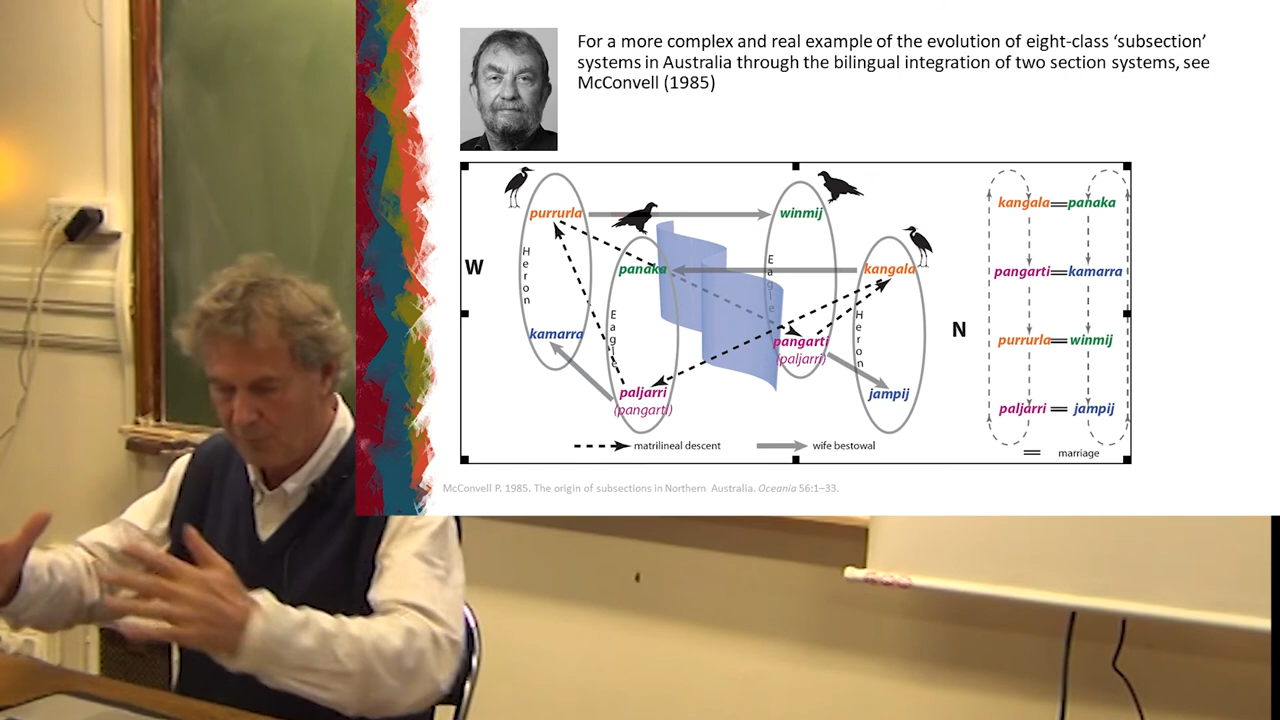 For a more complex and real example of the evolution of eight-class ‘subsection’
systems in Australia through the bilingual integration of two section systems, see
McConvell (1985)
W
purrurla
Heron
kamarra
panaka
Eagle
paljarri
(pangarti)
winmij
Eagle
pangarti
(paljarri)
kangala
Heron
jampij
matrilineal descent
wife bestowal
N
kangala panaka
pangarti kamarra
purrurla winmij
paljarri jampij
marriage
McConvell P. 1985. The origin of subsections in Northern Australia. Oceania 56:1–33.